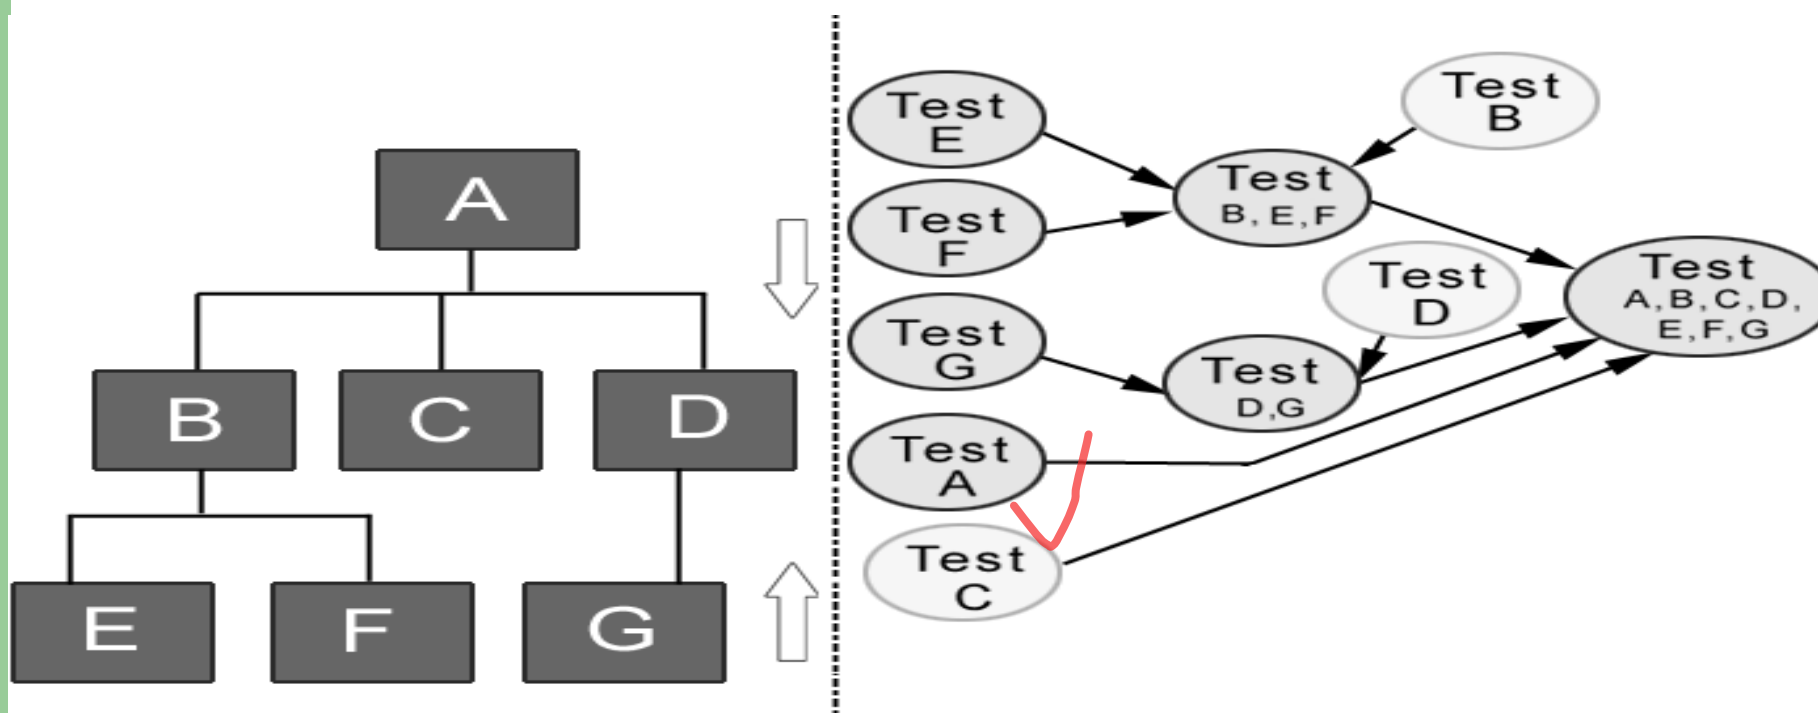 A
B
C
D
E
F
G
Test
E
Test
F
Test
G
Test
A
Test
C
Test
B, E, F
Test
B
Test
D
Test
D,G
Test
A,B,C,D,
E,F,G